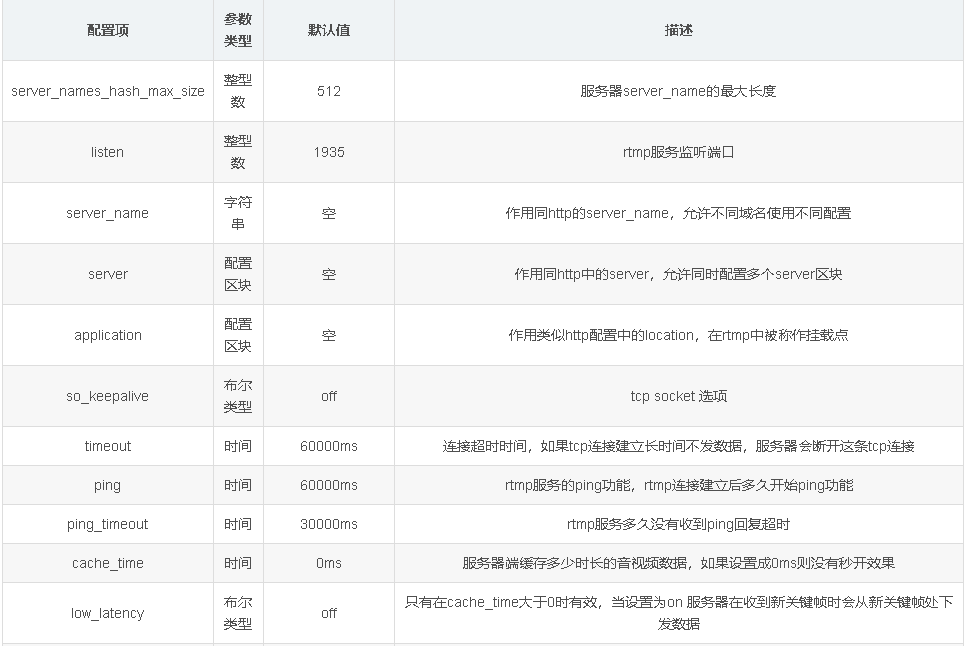 配置项 参数类型 默认值 描述
server_names_hash_max_size 整型数 512 服务器server_name的最大长度
listen 整型数 1935 rtmp服务监听端口
server_name 字符串 空 作用同http的server_name，允许不同域名使用不同配置
server 配置区块 空 作用同http中的server，允许同时配置多个server区块
application 配置区块 空 作用类似http配置中的location，在rtmp中被称作挂载点
so_keepalive 布尔类型 off tcp socket 选项
timeout 时间 60000ms 连接超时时间，如果tcp连接建立长时间不发数据，服务器会断开这条tcp连接
ping 时间 60000ms rtmp服务的ping功能，rtmp连接建立后多久开始ping功能
ping_timeout 时间 30000ms rtmp服务多久没有收到ping回复超时
cache_time 时间 0ms 服务器端缓存多少时长的音视频数据，如果设置成0ms则没有秒开效果
low_latency 布尔类型 off 只有在cache_time大于0时有效，当设置为on 服务器在收到新关键帧时会从新关键帧处下发数据